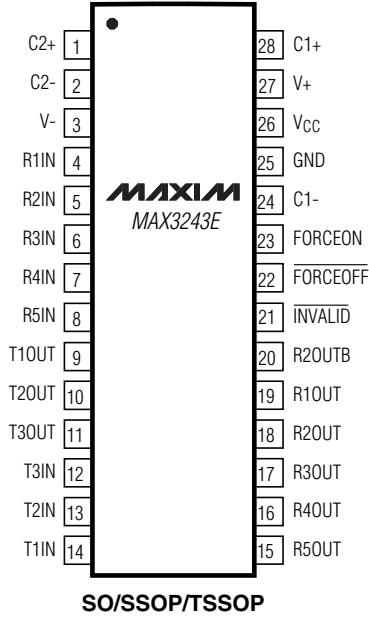 C2+ 1 28 C1+
C2- 2 27 V+
V- 3 26 VCC
R1IN 4 25 GND
R2IN 5 MAXIM 24 C1-
R3IN 6 MAX3243E 23 FORCEON
R4IN 7 22 FORCEOFF
R5IN 8 21 INVALID
T1OUT 9 20 R2OUTB
T2OUT 10 19 R1OUT
T3OUT 11 18 R2OUT
T3IN 12 17 R3OUT
T2IN 13 16 R4OUT
T1IN 14 15 R5OUT
SO/SSOP/TSSOP